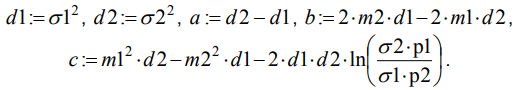 d1:=σ1², d2:=σ2², a:=d2−d1, b:=2·m2·d1−2·m1·d2,
c:=m1²·d2−m2²·d1−2·d1·d2·ln(σ2·p1/σ1·p2).